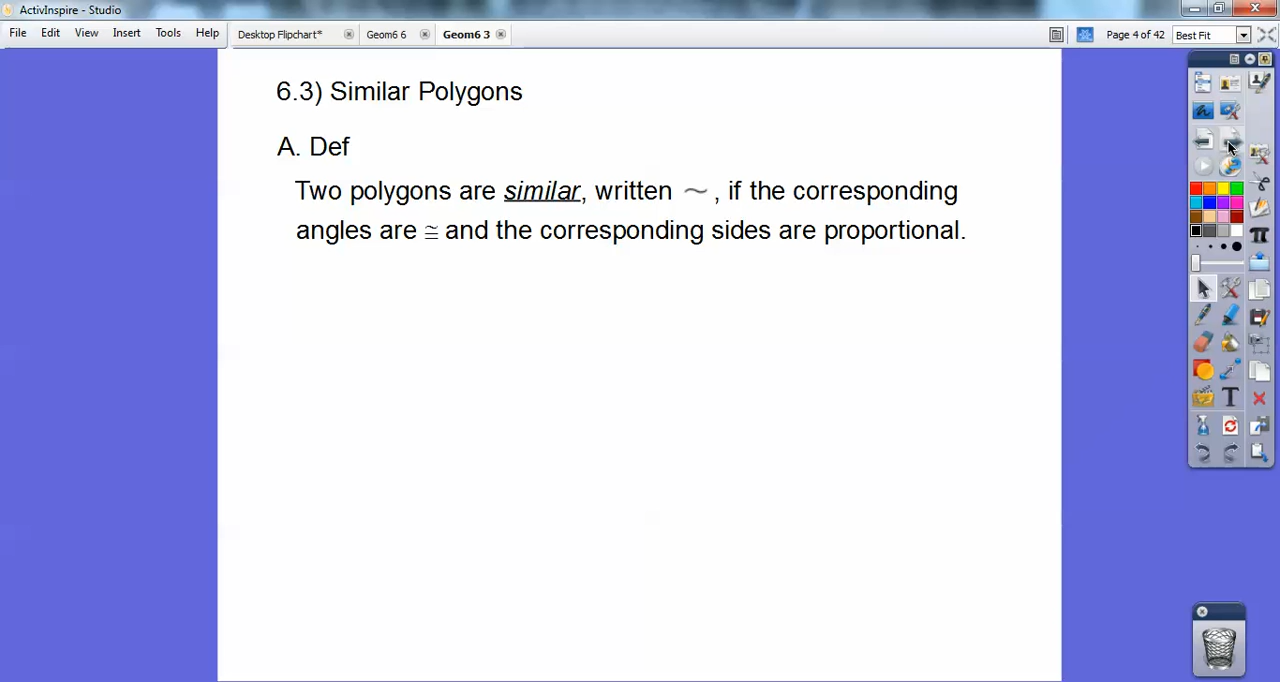 ActivInspire - Studio
File Edit View Insert Tools Help Desktop Flipchart* Geom6 6 Geom6 3 Page 4 of 42 Best Fit
6.3) Similar Polygons
A. Def
Two polygons are similar, written ~ , if the corresponding
angles are ≅ and the corresponding sides are proportional.